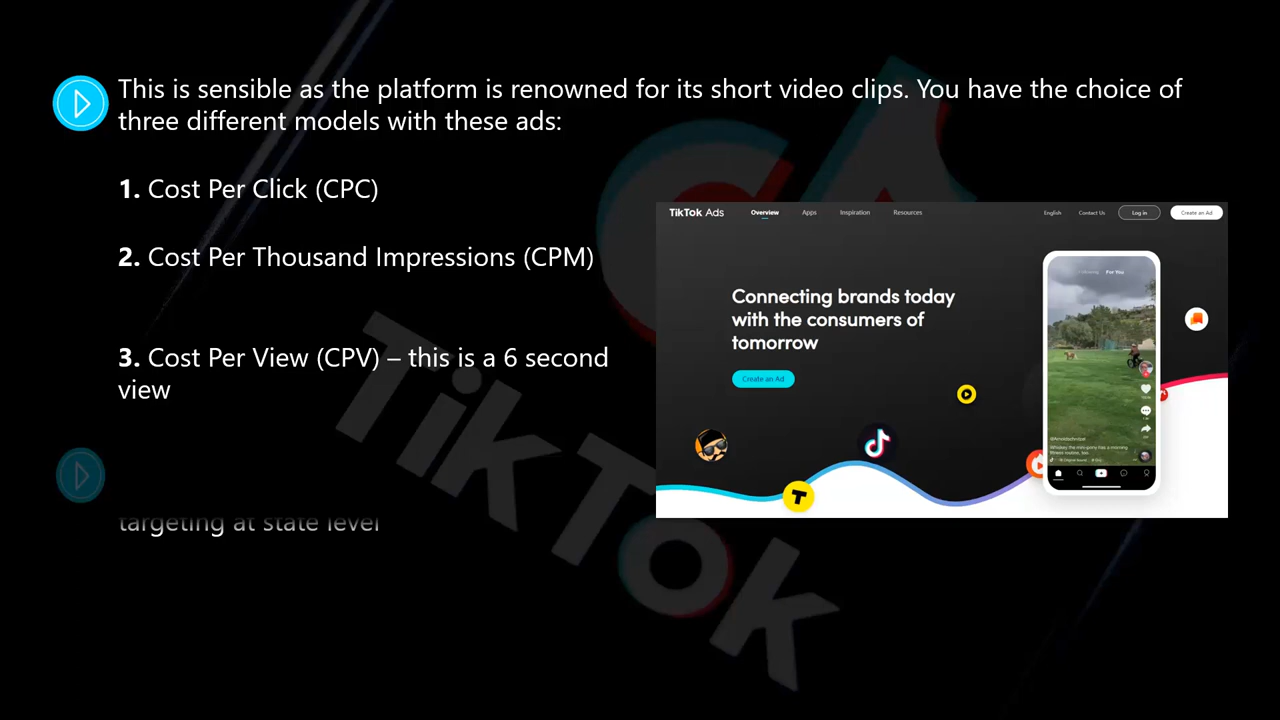 This is sensible as the platform is renowned for its short video clips. You have the choice of
three different models with these ads:
1. Cost Per Click (CPC)
2. Cost Per Thousand Impressions (CPM)
3. Cost Per View (CPV) – this is a 6 second
view
targeting at state level
TikTok Ads Overview Apps Inspiration Resources English Contact Us Log in Create an Ad
Connecting brands today
with the consumers of
tomorrow
Create an Ad
For You
TikTok